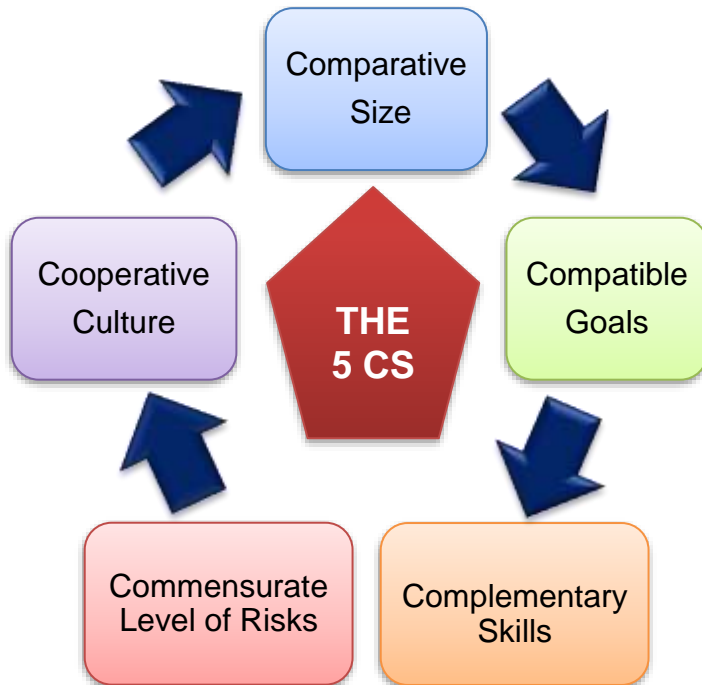 Comparative
Size
Compatible
Goals
Complementary
Skills
Commensurate
Level of Risks
Cooperative
Culture
THE
5 CS